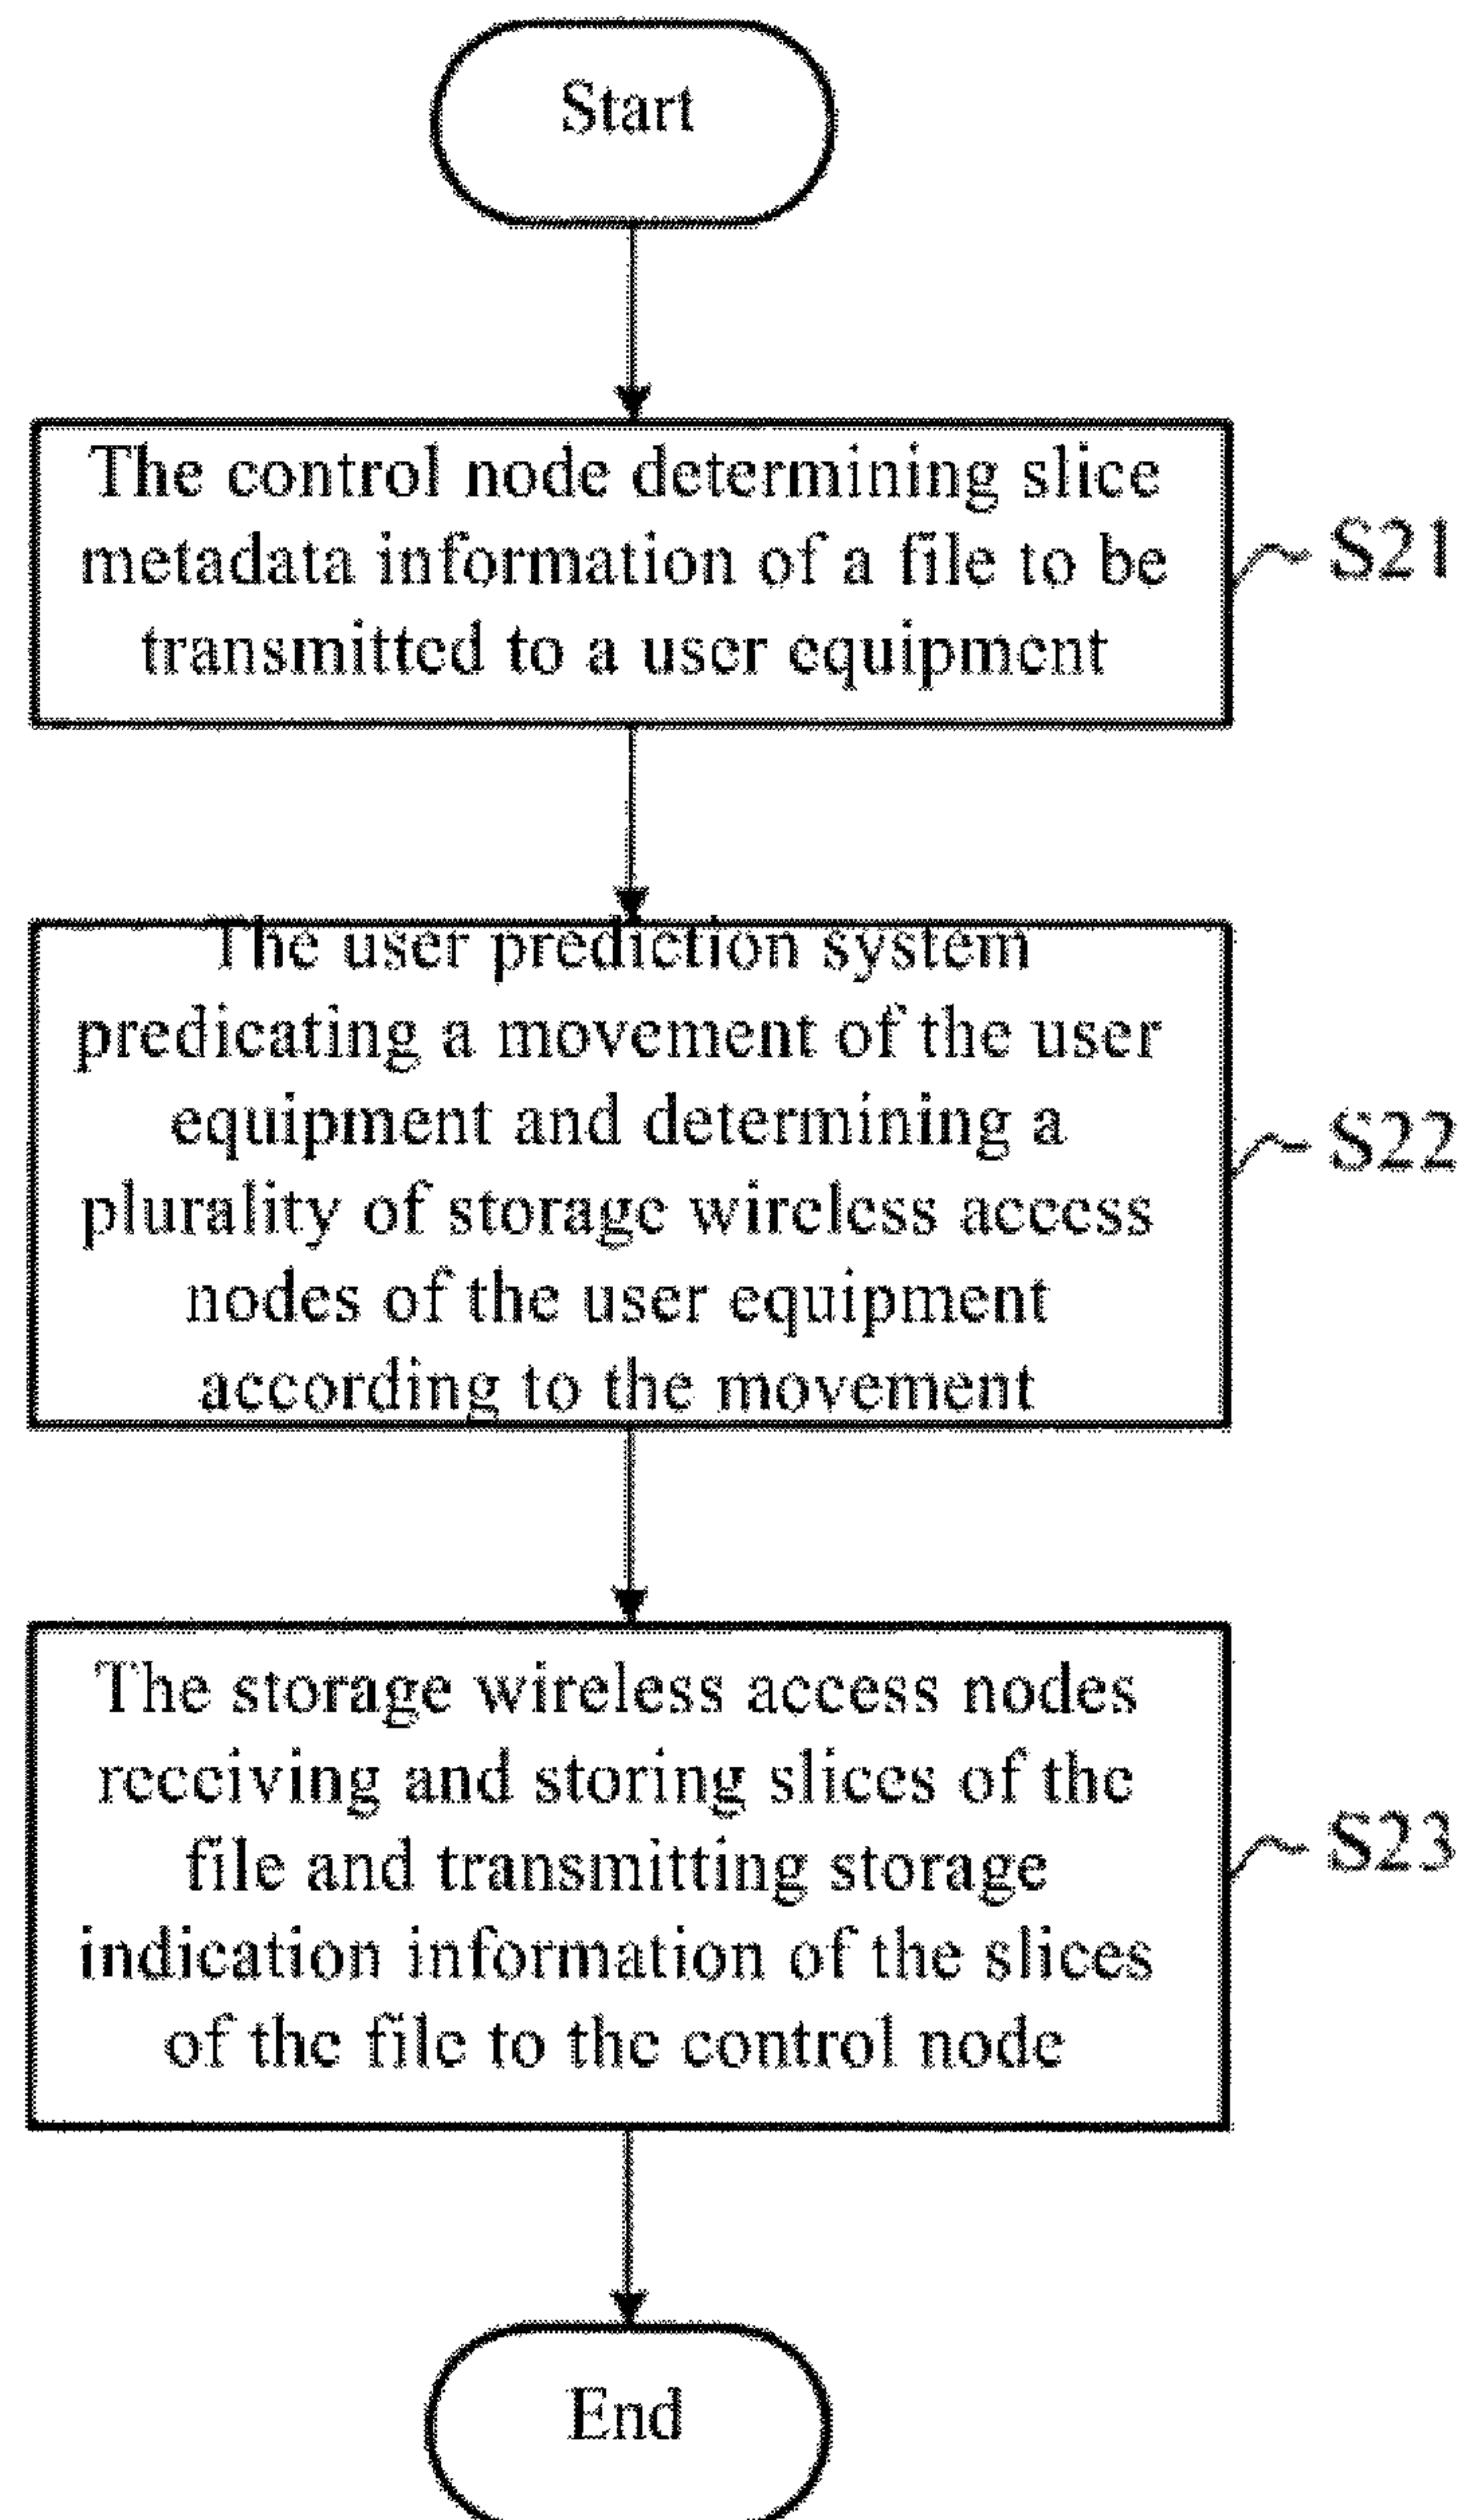 Start
The control node determining slice
metadata information of a file to be
transmitted to a user equipment
S21
The user prediction system
predicating a movement of the user
equipment and determining a
plurality of storage wireless access
nodes of the user equipment
according to the movement
S22
The storage wireless access nodes
receiving and storing slices of the
file and transmitting storage
indication information of the slices
of the file to the control node
S23
End